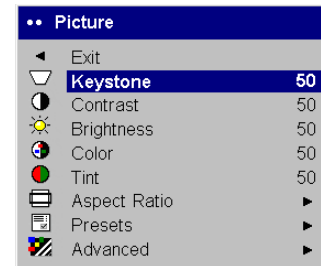 •• Picture
Exit
Keystone 50
Contrast 50
Brightness 50
Color 50
Tint 50
Aspect Ratio
Presets
Advanced